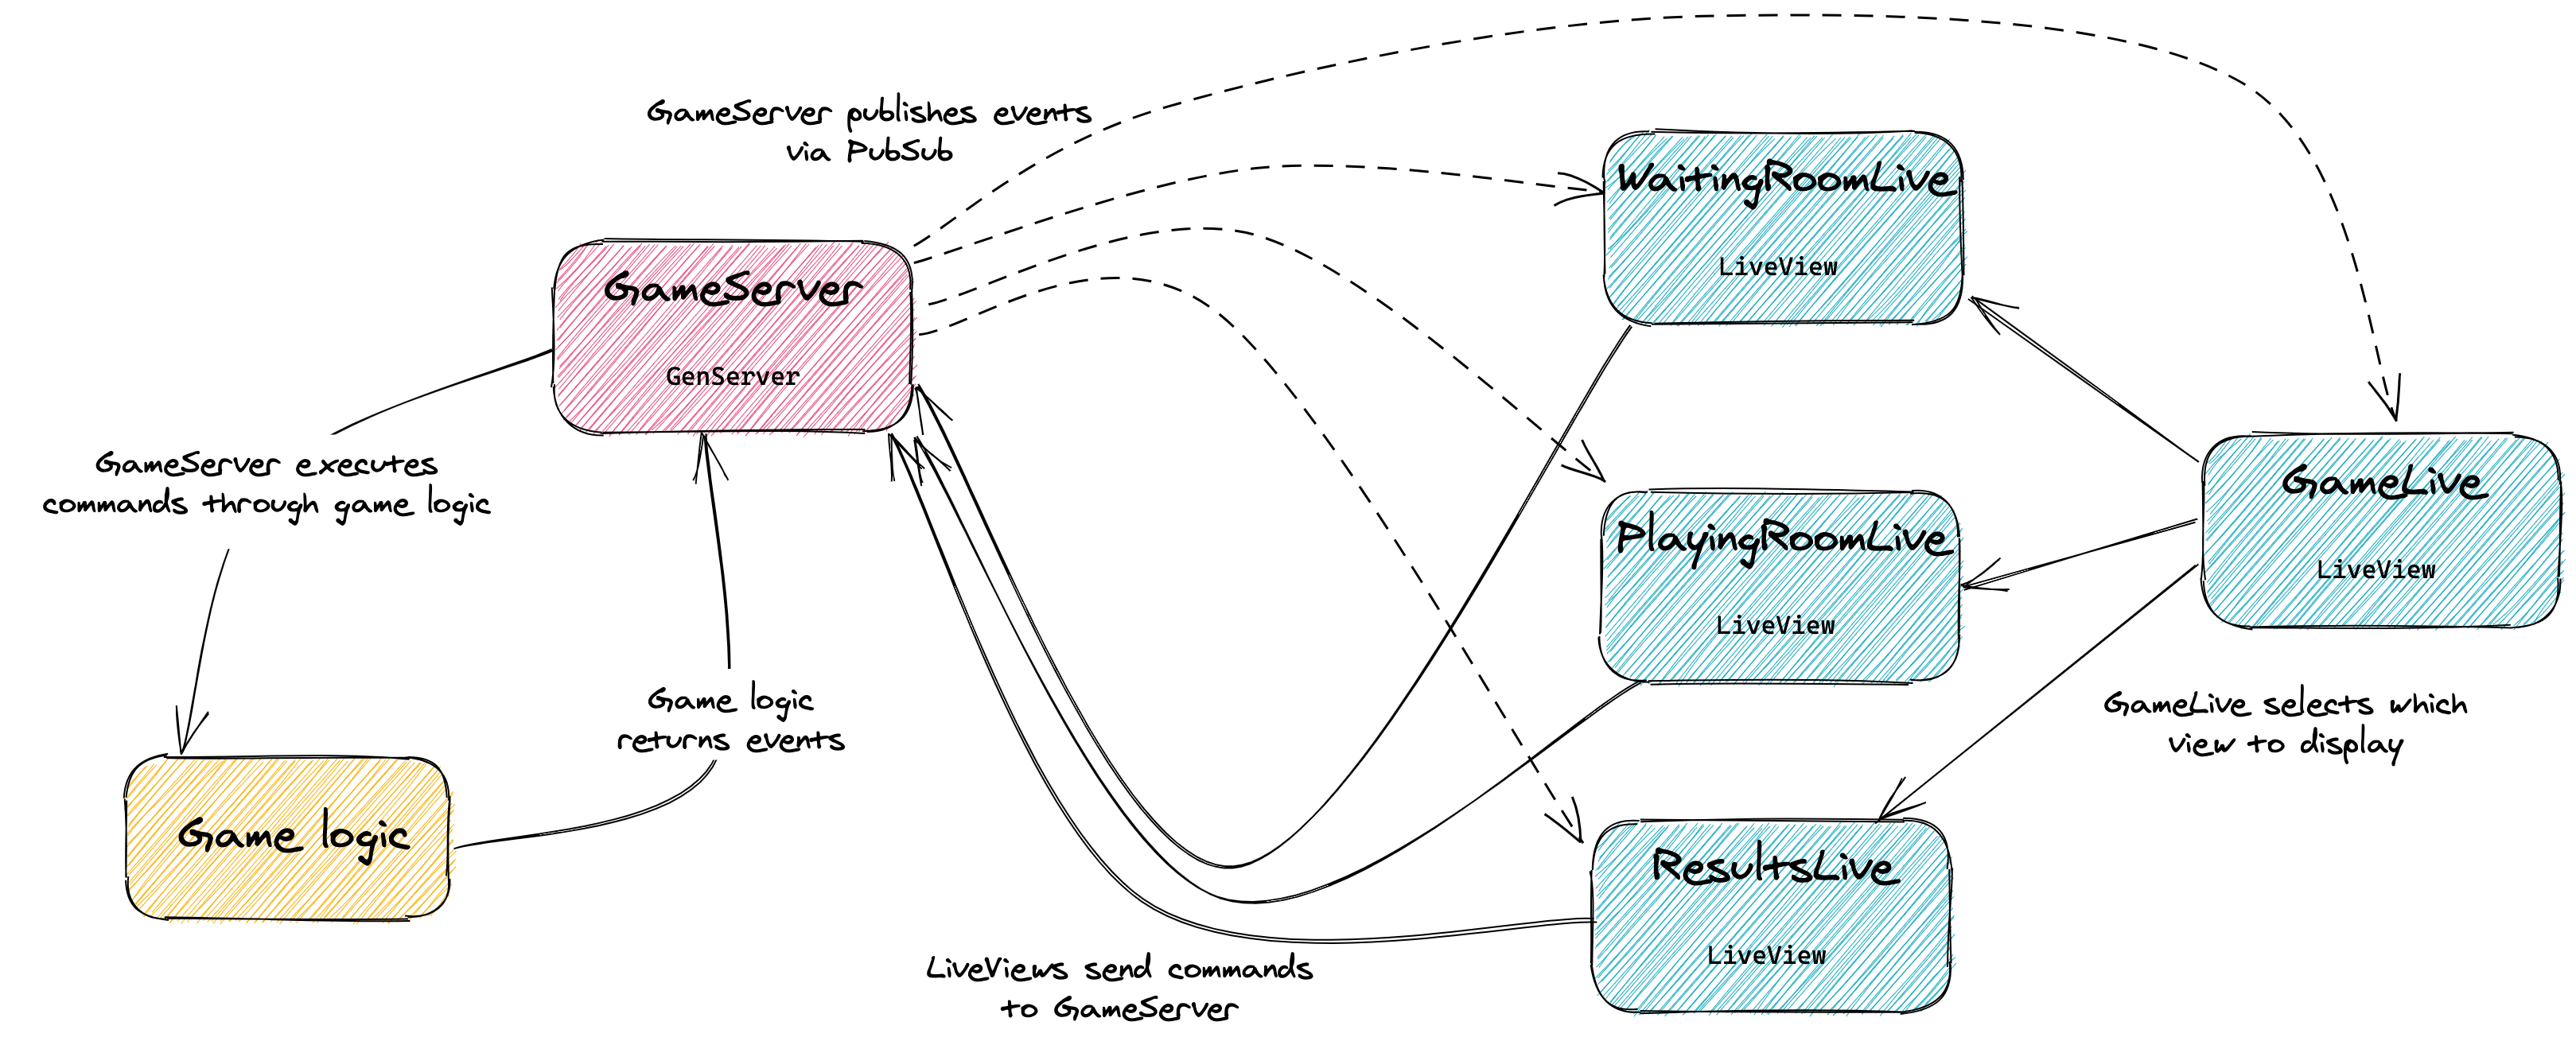 GameServer publishes events
via PubSub
WaitingRoomLive
LiveView
GameServer
GenServer
GameServer executes
commands through game logic
GameLive
LiveView
PlayingRoomLive
LiveView
Game logic
returns events
GameLive selects which
view to display
Game logic
ResultsLive
LiveView
LiveViews send commands
to GameServer